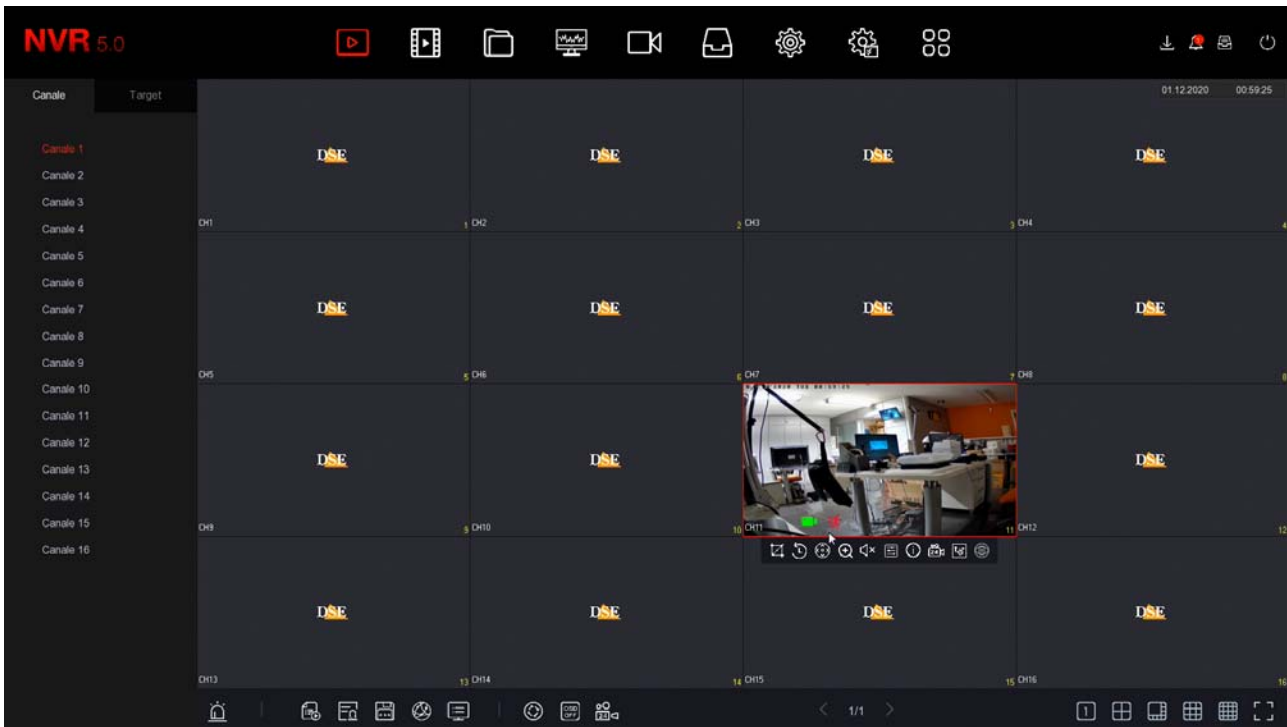 NVR 5.0
Canale Target
01.12.2020 00:59:25
Canale 1
Canale 2
Canale 3
Canale 4
Canale 5
Canale 6
Canale 7
Canale 8
Canale 9
Canale 10
Canale 11
Canale 12
Canale 13
Canale 14
Canale 15
Canale 16
DSE DSE DSE DSE
CH1 1 CH2 2 CH3 3 CH4 4
DSE DSE DSE DSE
CH5 5 CH6 6 CH7 7 CH8 8
DSE DSE DSE
CH9 9 CH10 10 CH11 11 CH12 12
DSE DSE DSE DSE
CH13 13 CH14 14 CH15 15 CH16 16
OSD OFF
1/1
1